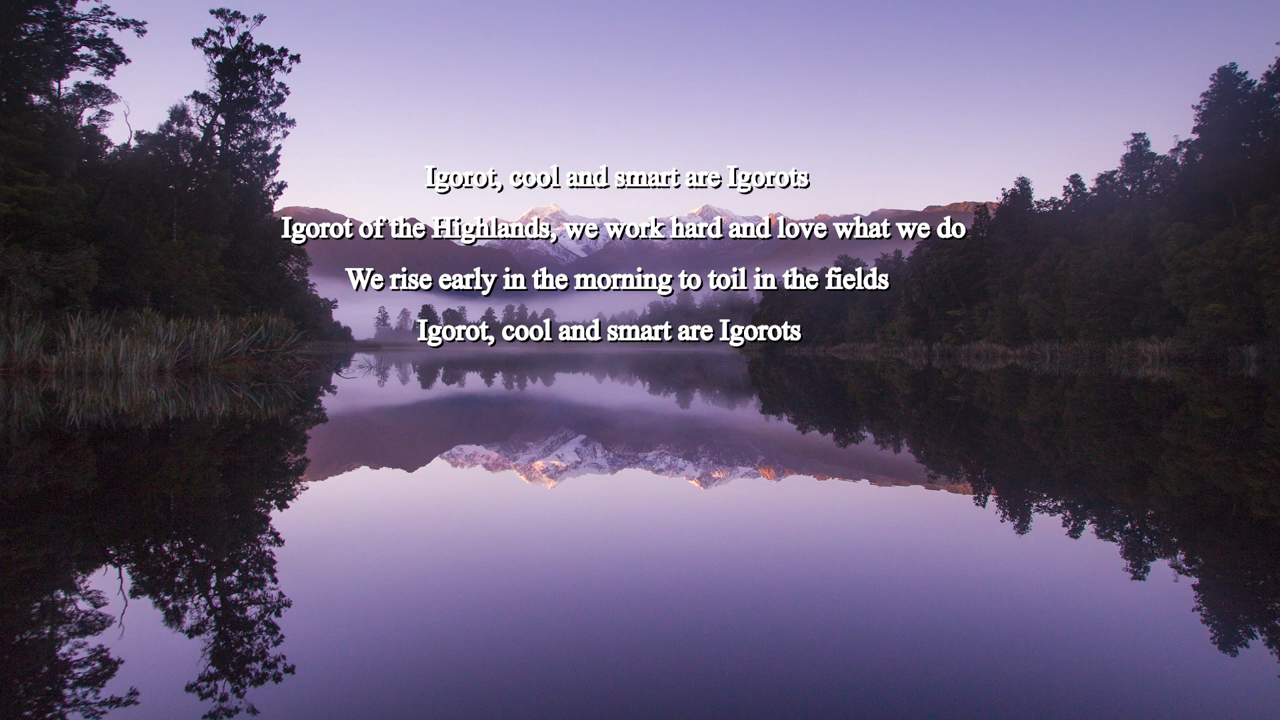 Igorot, cool and smart are Igorots
Igorot of the Highlands, we work hard and love what we do
We rise early in the morning to toil in the fields
Igorot, cool and smart are Igorots